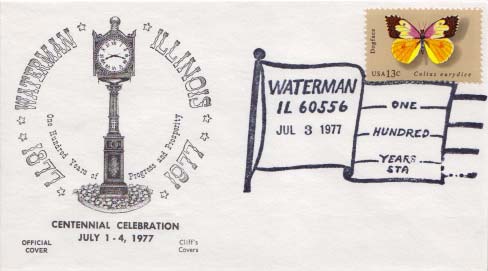 WATERMAN ILLINOIS
1877 1977
One Hundred Years of Progress and Prosperity
CENTENNIAL CELEBRATION
JULY 1 - 4, 1977
OFFICIAL COVER
Cliff's Covers
Dogface
USA 13c
Colias eurydice
WATERMAN
IL 60556
JUL 3 1977
ONE
HUNDRED
YEARS
STA